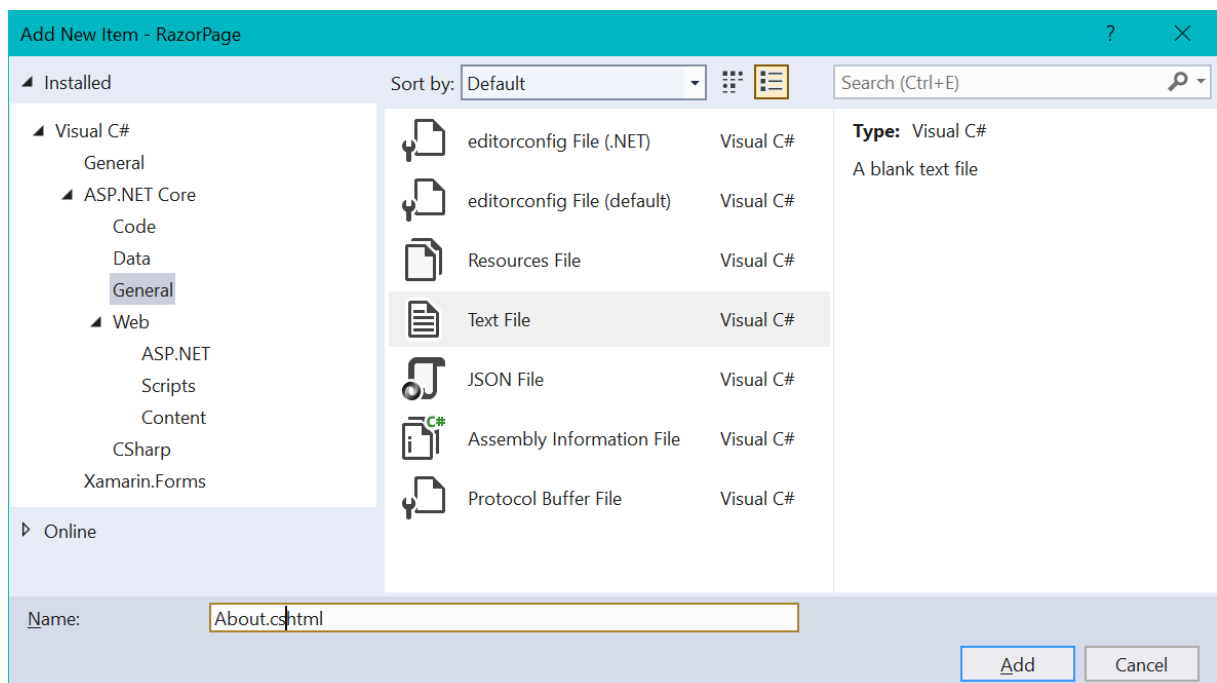 Add New Item - RazorPage ?
Installed
Sort by: Default
Search (Ctrl+E)
Visual C#
General
ASP.NET Core
Code
Data
General
Web
ASP.NET
Scripts
Content
CSharp
Xamarin.Forms
Online
editorconfig File (.NET) Visual C#
editorconfig File (default) Visual C#
Resources File Visual C#
Text File Visual C#
JSON File Visual C#
C#
Assembly Information File Visual C#
Protocol Buffer File Visual C#
Type: Visual C#
A blank text file
Name: About.cshtml
Add Cancel